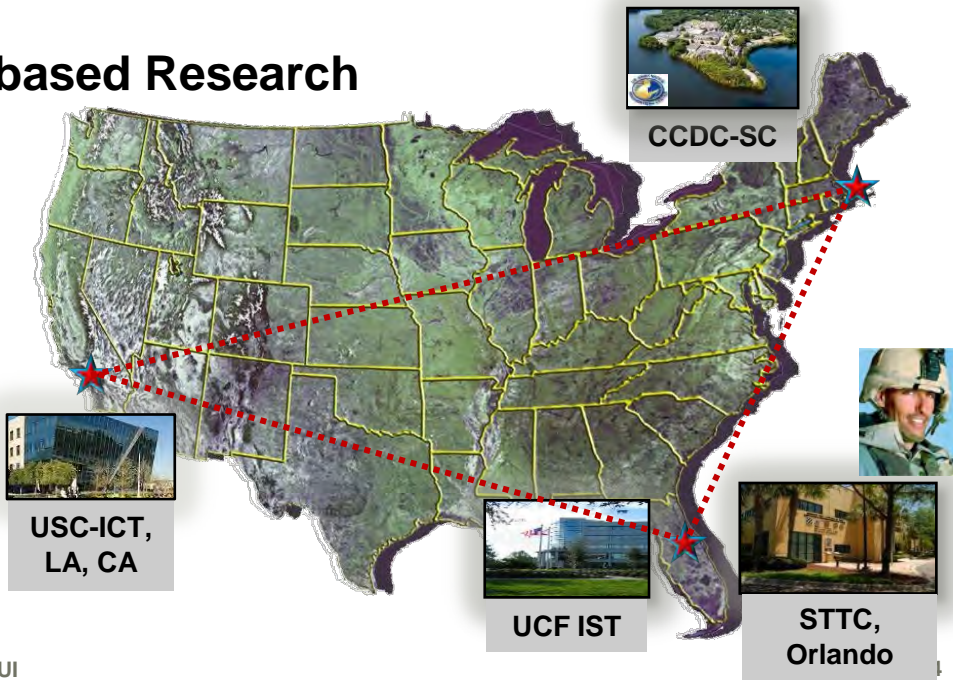 based Research
CCDC-SC
USC-ICT,
LA, CA
UCF IST
STTC,
Orlando
UI
4